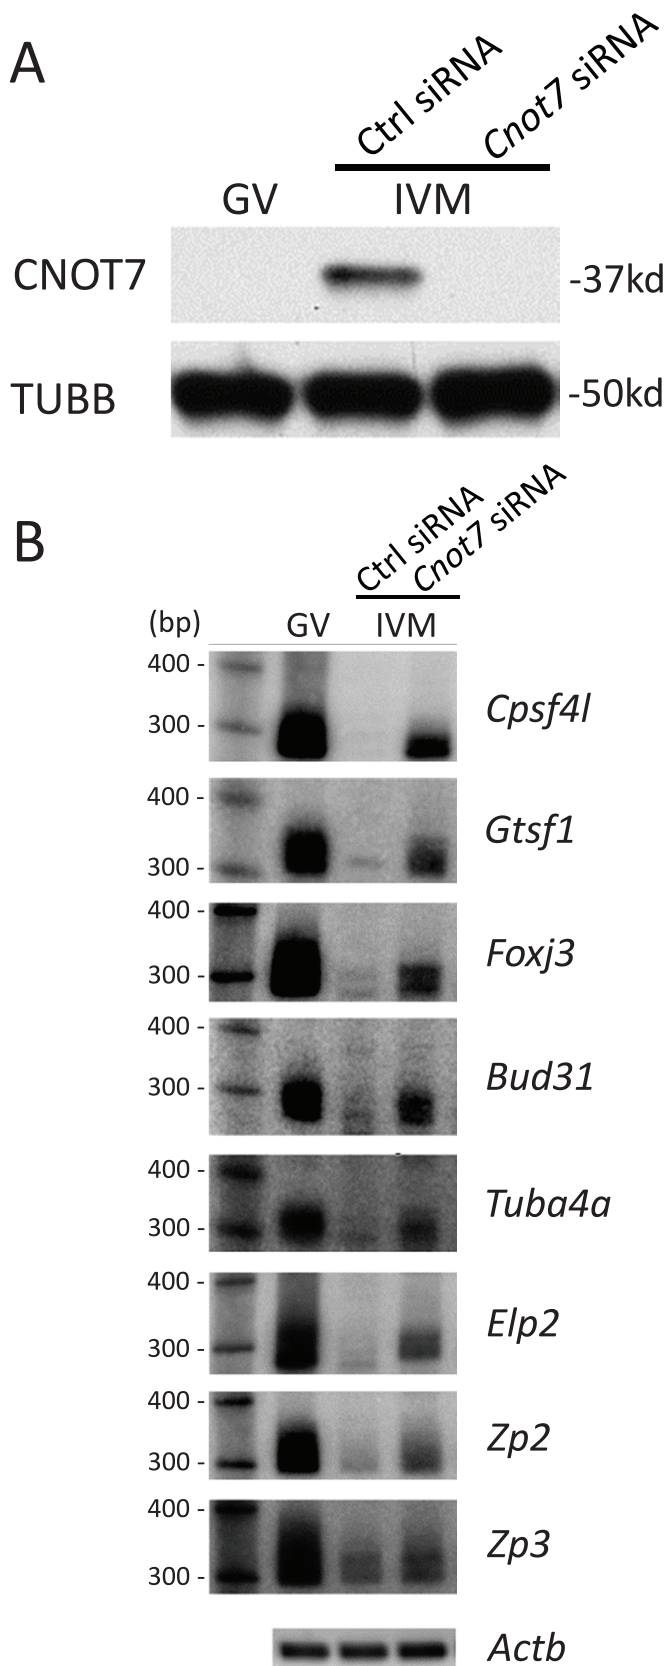 A
Ctrl siRNA
Cnot7 siRNA
GV
IVM
CNOT7
-37kd
TUBB
-50kd
B
Ctrl siRNA
Cnot7 siRNA
(bp)
GV
IVM
400 -
300 -
Cpsf4l
400 -
300 -
Gtsf1
400 -
300 -
Foxj3
400 -
300 -
Bud31
400 -
300 -
Tuba4a
400 -
300 -
Elp2
400 -
300 -
Zp2
400 -
300 -
Zp3
Actb